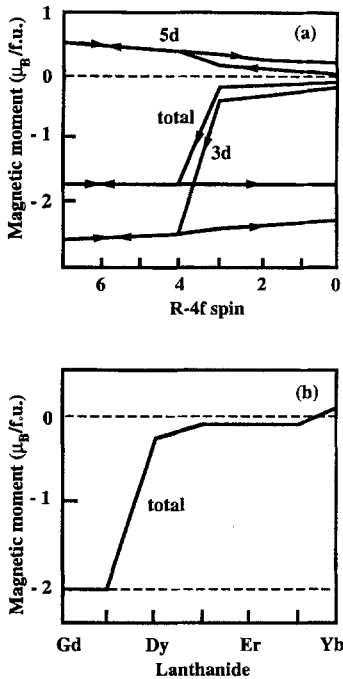 1
0
- 1
- 2
Magnetic moment (μB/f.u.)
(a)
5d
total
3d
6
4
2
0
R-4f spin
0
- 1
- 2
Magnetic moment (μB/f.u.)
(b)
total
Gd
Dy
Er
Yb
Lanthanide